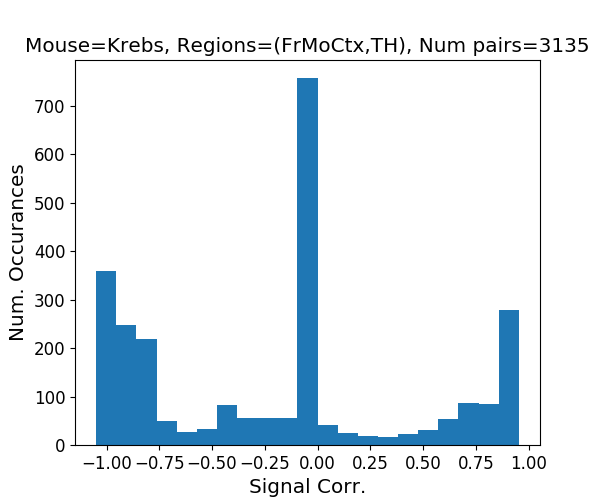 Mouse=Krebs, Regions=(FrMoCtx,TH), Num pairs=3135
Num. Occurances
700
600
500
400
300
200
100
0
−1.00 −0.75 −0.50 −0.25 0.00 0.25 0.50 0.75 1.00
Signal Corr.